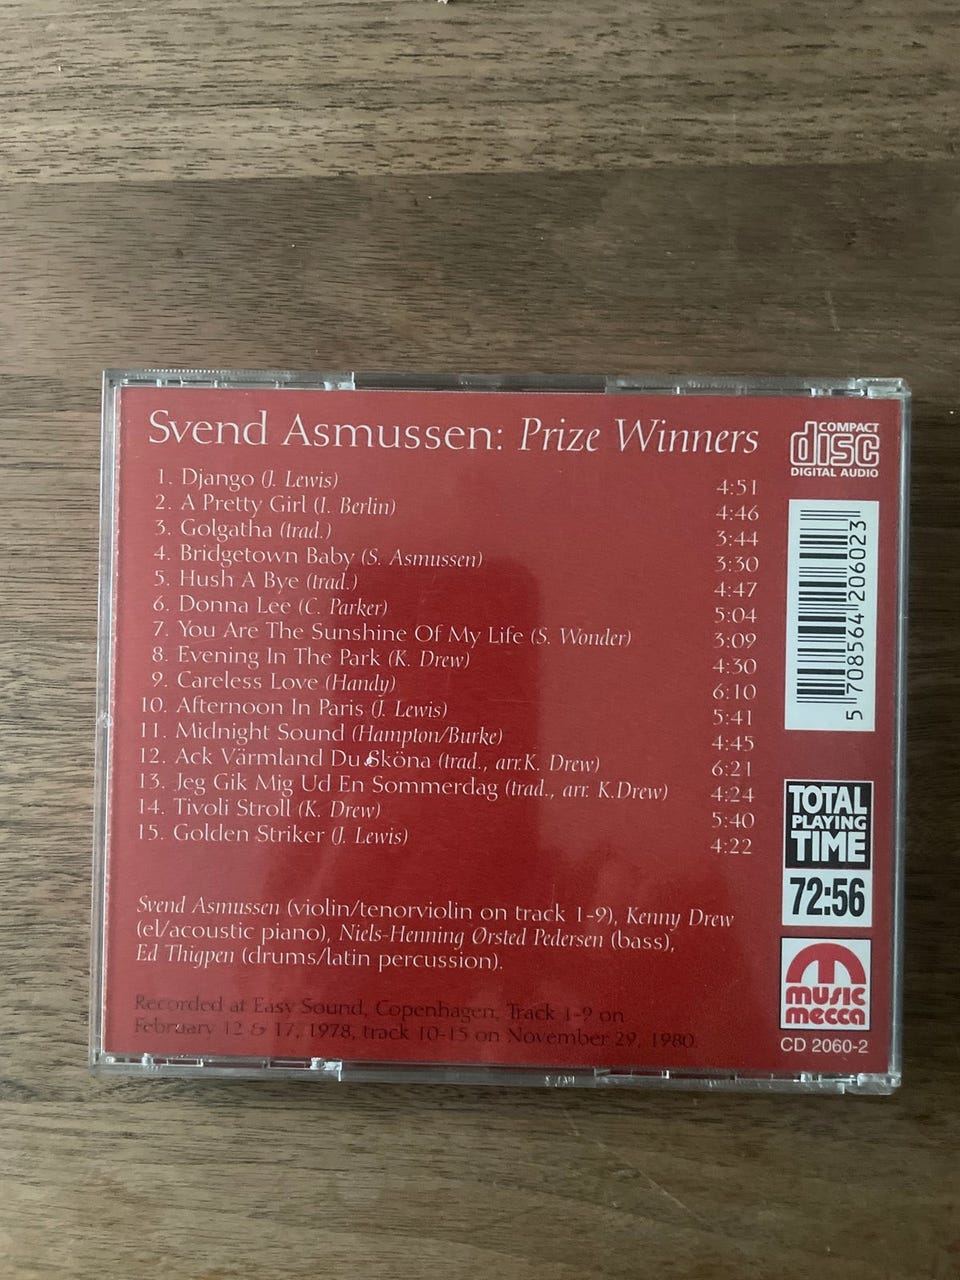 Svend Asmussen: Prize Winners
1. Django (J. Lewis) 4:51
2. A Pretty Girl (I. Berlin) 4:46
3. Golgatha (trad.) 3:44
4. Bridgetown Baby (S. Asmussen) 3:30
5. Hush A Bye (trad.) 4:47
6. Donna Lee (C. Parker) 5:04
7. You Are The Sunshine Of My Life (S. Wonder) 3:09
8. Evening In The Park (K. Drew) 4:30
9. Careless Love (Handy) 6:10
10. Afternoon In Paris (J. Lewis) 5:41
11. Midnight Sound (Hampton/Burke) 4:45
12. Ack Värmland Du Sköna (trad., arr.K. Drew) 6:21
13. Jeg Gik Mig Ud En Sommerdag (trad., arr. K.Drew) 4:24
14. Tivoli Stroll (K. Drew) 5:40
15. Golden Striker (J. Lewis) 4:22
Svend Asmussen (violin/tenorviolin on track 1-9), Kenny Drew
(el/acoustic piano), Niels-Henning Ørsted Pedersen (bass),
Ed Thigpen (drums/latin percussion).
Recorded at Easy Sound, Copenhagen, Track 1-9 on
February 12 & 17, 1978, track 10-15 on November 29, 1980.
COMPACT
disc
DIGITAL AUDIO
5 708564 206023
TOTAL
PLAYING
TIME
72:56
music
mecca
CD 2060-2